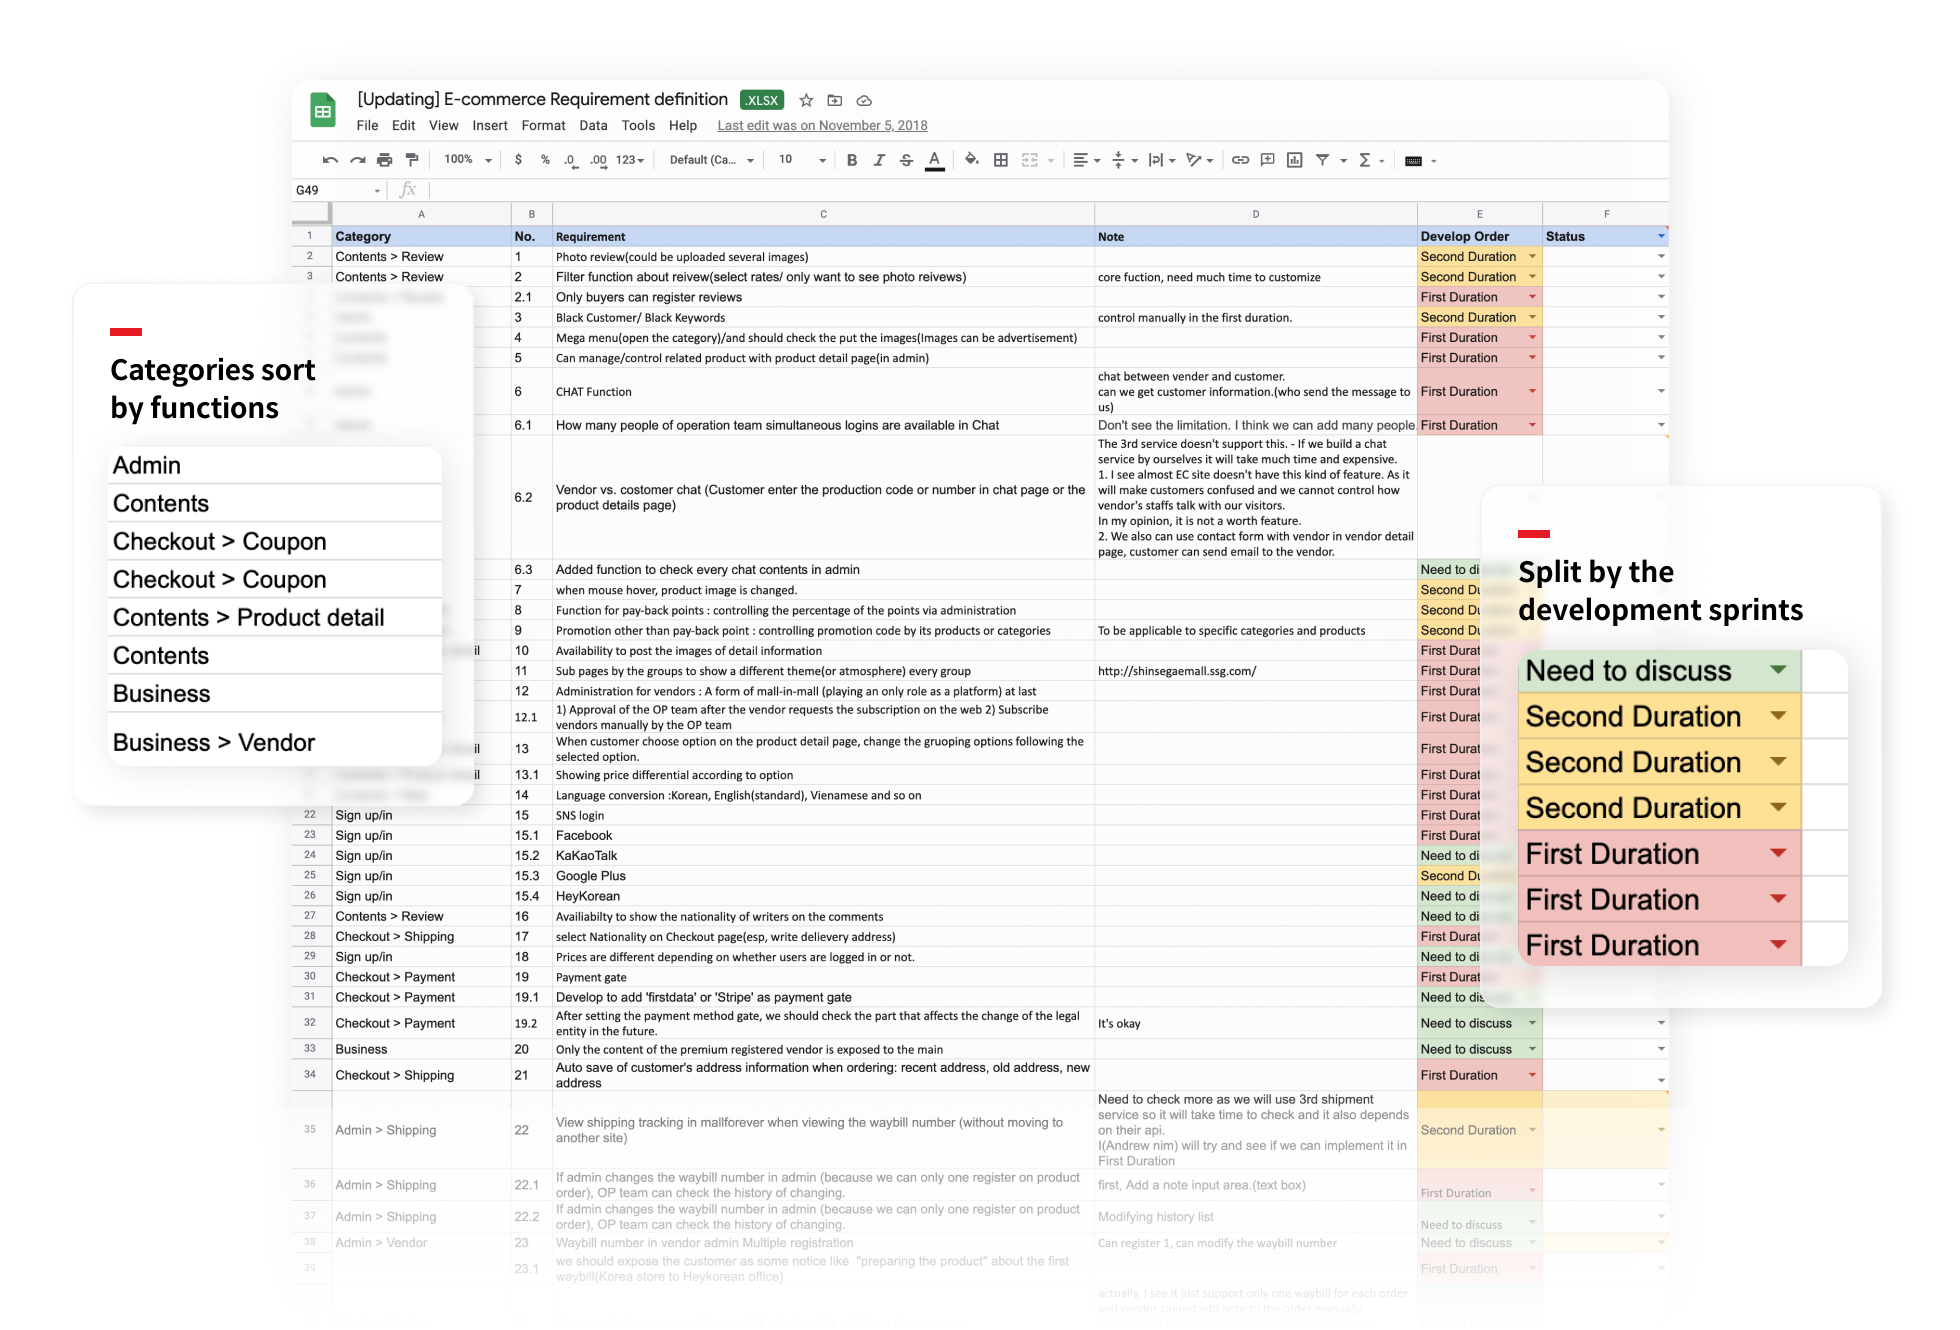 [Updating] E-commerce Requirement definition .XLSX
File Edit View Insert Format Data Tools Help Last edit was on November 5, 2018
100% $ % .0 .00 123 Default (Ca... 10 B I S A
G49 fx
A B C D E F
1 Category No. Requirement Note Develop Order Status
2 Contents > Review 1 Photo review(could be uploaded several images) Second Duration
3 Contents > Review 2 Filter function about reivew(select rates/ only want to see photo reivews) core fuction, need much time to customize Second Duration
2.1 Only buyers can register reviews First Duration
3 Black Customer/ Black Keywords control manually in the first duration. Second Duration
4 Mega menu(open the category)/and should check the put the images(Images can be advertisement) First Duration
5 Can manage/control related product with product detail page(in admin) First Duration
6 CHAT Function
chat between vender and customer.
can we get customer information.(who send the message to
us)
First Duration
6.1 How many people of operation team simultaneous logins are available in Chat Don't see the limitation. I think we can add many people. First Duration
6.2 Vendor vs. costomer chat (Customer enter the production code or number in chat page or the
product details page)
The 3rd service doesn't support this. - If we build a chat
service by ourselves it will take much time and expensive.
1. I see almost EC site doesn't have this kind of feature. As it
will make customers confused and we cannot control how
vendor's staffs talk with our visitors.
In my opinion, it is not a worth feature.
2. We also can use contact form with vendor in vendor detail
page, customer can send email to the vendor.
6.3 Added function to check every chat contents in admin Need to di
7 when mouse hover, product image is changed. Second Du
8 Function for pay-back points : controlling the percentage of the points via administration Second Du
9 Promotion other than pay-back point : controlling promotion code by its products or categories To be applicable to specific categories and products Second Du
il 10 Availability to post the images of detail information First Durat
11 Sub pages by the groups to show a different theme(or atmosphere) every group http://shinsegaemall.ssg.com/ First Durat
12 Administration for vendors : A form of mall-in-mall (playing an only role as a platform) at last First Durat
12.1 1) Approval of the OP team after the vendor requests the subscription on the web 2) Subscribe
vendors manually by the OP team
First Durat
il 13 When customer choose option on the product detail page, change the gruoping options following the
selected option.
First Durat
il 13.1 Showing price differential according to option First Durat
14 Language conversion :Korean, English(standard), Vienamese and so on First Durat
22 Sign up/in 15 SNS login First Durat
23 Sign up/in 15.1 Facebook First Durat
24 Sign up/in 15.2 KaKaoTalk Need to di
25 Sign up/in 15.3 Google Plus Second Du
26 Sign up/in 15.4 HeyKorean Need to di
27 Contents > Review 16 Availiabilty to show the nationality of writers on the comments Need to di
28 Checkout > Shipping 17 select Nationality on Checkout page(esp, write delievery address) First Durat
29 Sign up/in 18 Prices are different depending on whether users are logged in or not. Need to di
30 Checkout > Payment 19 Payment gate First Durat
31 Checkout > Payment 19.1 Develop to add 'firstdata' or 'Stripe' as payment gate Need to dis
32 Checkout > Payment 19.2 After setting the payment method gate, we should check the part that affects the change of the legal
entity in the future.
It's okay Need to discuss
33 Business 20 Only the content of the premium registered vendor is exposed to the main Need to discuss
34 Checkout > Shipping 21 Auto save of customer's address information when ordering: recent address, old address, new
address
First Duration
35 Admin > Shipping 22 View shipping tracking in mallforever when viewing the waybill number (without moving to
another site)
Need to check more as we will use 3rd shipment
service so it will take time to check and it also depends
on their api.
I(Andrew nim) will try and see if we can implement it in
First Duration
Second Duration
36 Admin > Shipping 22.1 If admin changes the waybill number in admin (because we can only one register on product
order), OP team can check the history of changing.
first, Add a note input area.(text box) First Duration
37 Admin > Shipping 22.2 If admin changes the waybill number in admin (because we can only one register on product
order), OP team can check the history of changing.
Modifying history list Need to discuss
38 Admin > Vendor 23 Waybill number in vendor admin Multiple registration Can register 1, can modify the waybill number Need to discuss
39 23.1 we should expose the customer as some notice like "preparing the product" about the first
waybill(Korea store to Heykorean office)
First Duration
actually, I see it just support only one waybill for each order
and vendor cannot add note to the order manually
Categories sort
by functions
Admin
Contents
Checkout > Coupon
Checkout > Coupon
Contents > Product detail
Contents
Business
Business > Vendor
Split by the
development sprints
Need to discuss
Second Duration
Second Duration
Second Duration
First Duration
First Duration
First Duration